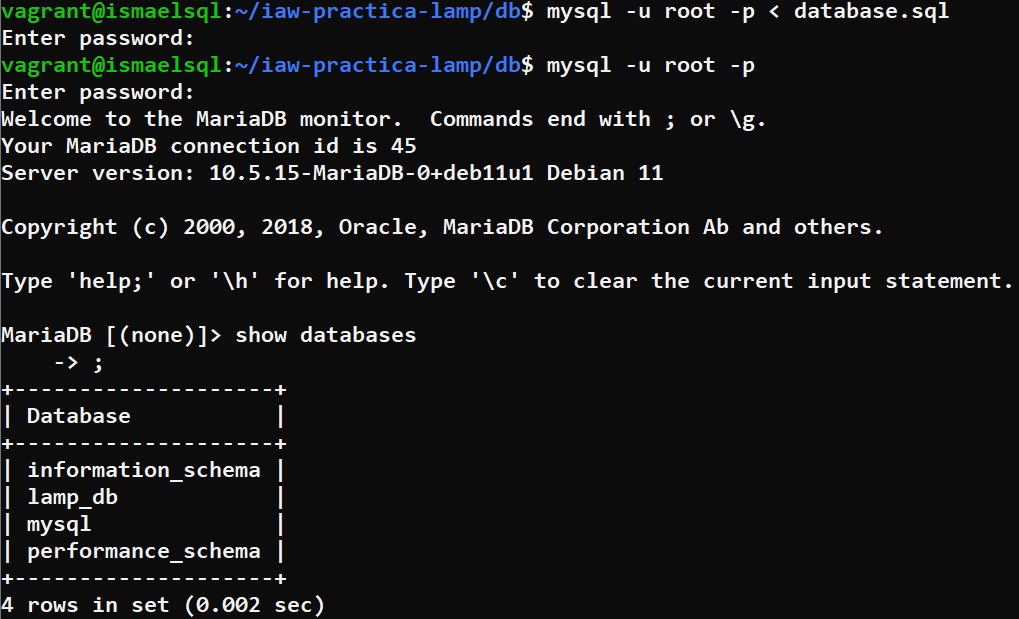 vagrant@ismaelsql:~/iaw-practica-lamp/db$ mysql -u root -p < database.sql
Enter password:
vagrant@ismaelsql:~/iaw-practica-lamp/db$ mysql -u root -p
Enter password:
Welcome to the MariaDB monitor.  Commands end with ; or \g.
Your MariaDB connection id is 45
Server version: 10.5.15-MariaDB-0+deb11u1 Debian 11

Copyright (c) 2000, 2018, Oracle, MariaDB Corporation Ab and others.

Type 'help;' or '\h' for help. Type '\c' to clear the current input statement.

MariaDB [(none)]> show databases
    -> ;
+--------------------+
| Database           |
+--------------------+
| information_schema |
| lamp_db            |
| mysql              |
| performance_schema |
+--------------------+
4 rows in set (0.002 sec)